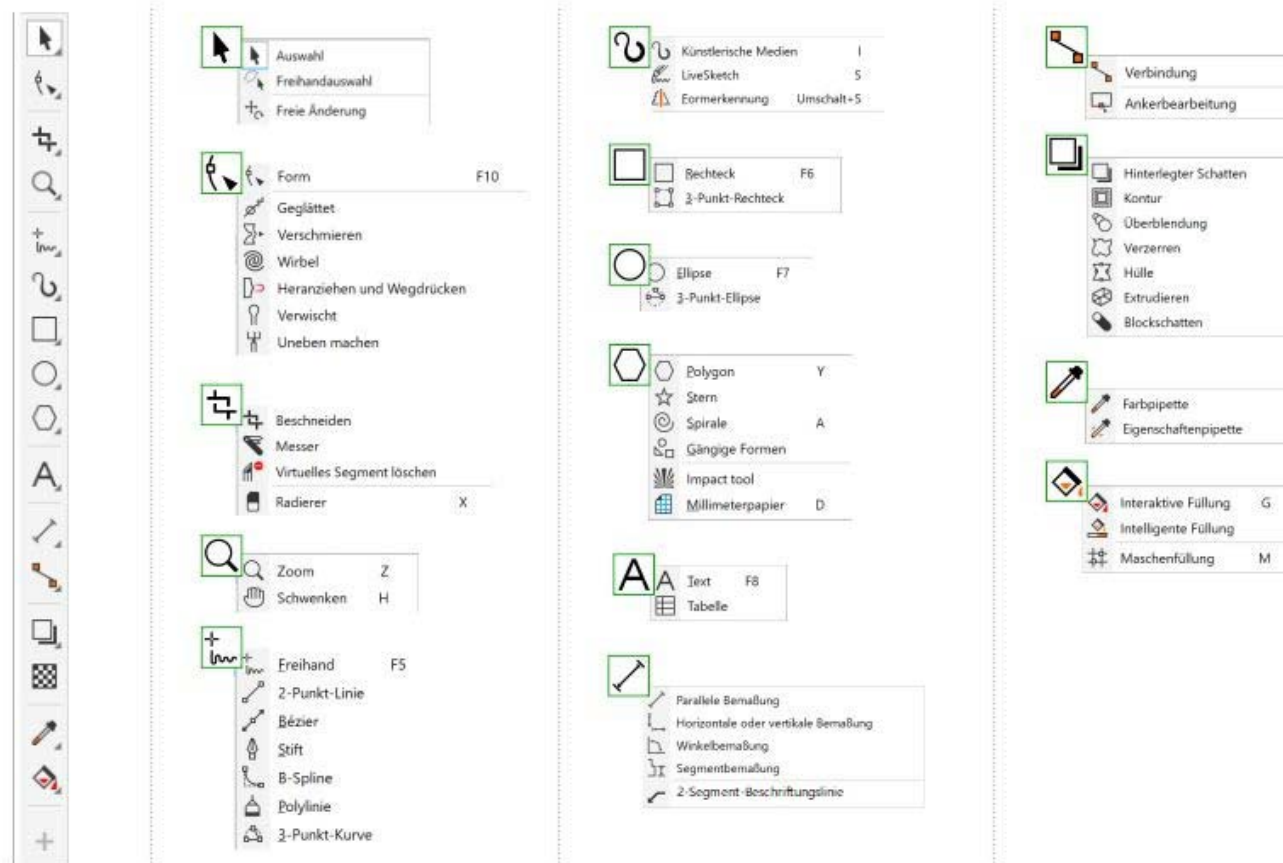 Auswahl
Freihandauswahl
Freie Änderung
Form F10
Geglättet
Verschmieren
Wirbel
Heranziehen und Wegdrücken
Verwischt
Uneben machen
Beschneiden
Messer
Virtuelles Segment löschen
Radierer X
Zoom Z
Schwenken H
Freihand F5
2-Punkt-Linie
Bézier
Stift
B-Spline
Polylinie
3-Punkt-Kurve
Künstlerische Medien I
LiveSketch S
Formerkennung Umschalt+S
Rechteck F6
3-Punkt-Rechteck
Ellipse F7
3-Punkt-Ellipse
Polygon Y
Stern
Spirale A
Gängige Formen
Impact tool
Millimeterpapier D
Text F8
Tabelle
Parallele Bemaßung
Horizontale oder vertikale Bemaßung
Winkelbemaßung
Segmentbemaßung
2-Segment-Beschriftungslinie
Verbindung
Ankerbearbeitung
Hinterlegter Schatten
Kontur
Überblendung
Verzerren
Hülle
Extrudieren
Blockschatten
Farbpipette
Eigenschaftenpipette
Interaktive Füllung G
Intelligente Füllung
Maschenfüllung M